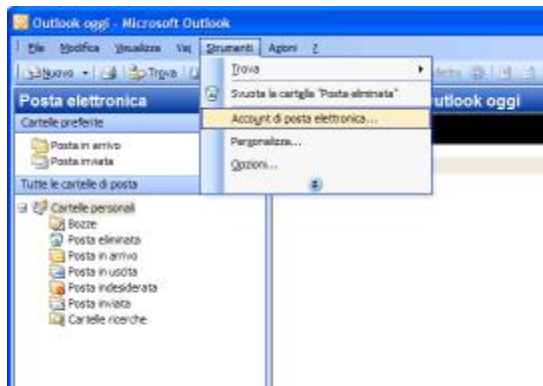 Outlook oggi - Microsoft Outlook
File Modifica Visualizza Vai Strumenti Azioni ?
Nuovo Trova
Trova
Svuota la cartella "Posta eliminata"
Account di posta elettronica...
Personalizza...
Opzioni...
Posta elettronica
utlook oggi
Cartelle preferite
Posta in arrivo
Posta inviata
Tutte le cartelle di posta
Cartelle personali
Bozze
Posta eliminata
Posta in arrivo
Posta in uscita
Posta indesiderata
Posta inviata
Cartelle ricerche